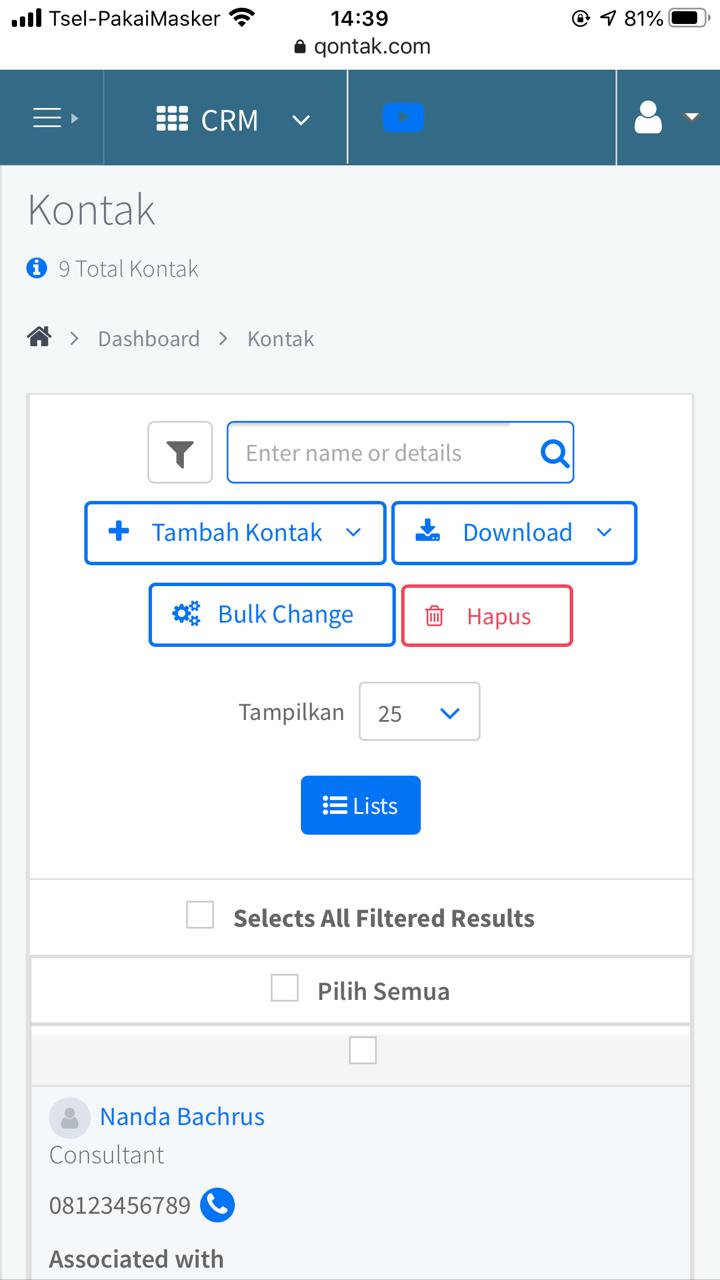 Tsel-PakaiMasker 14:39 81%
qontak.com
CRM
Kontak
9 Total Kontak
Dashboard > Kontak
Enter name or details
Tambah Kontak Download
Bulk Change Hapus
Tampilkan 25
Lists
Selects All Filtered Results
Pilih Semua
Nanda Bachrus
Consultant
08123456789
Associated with